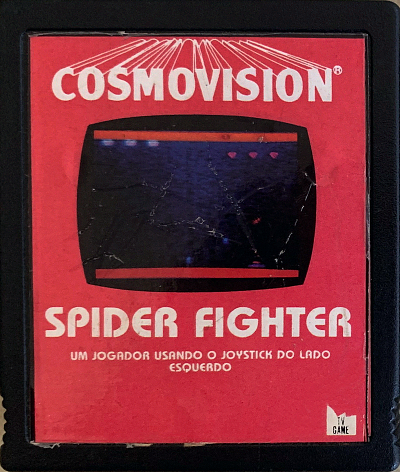 COSMOVISION®
SPIDER FIGHTER
UM JOGADOR USANDO O JOYSTICK DO LADO
ESQUERDO
TV
GAME